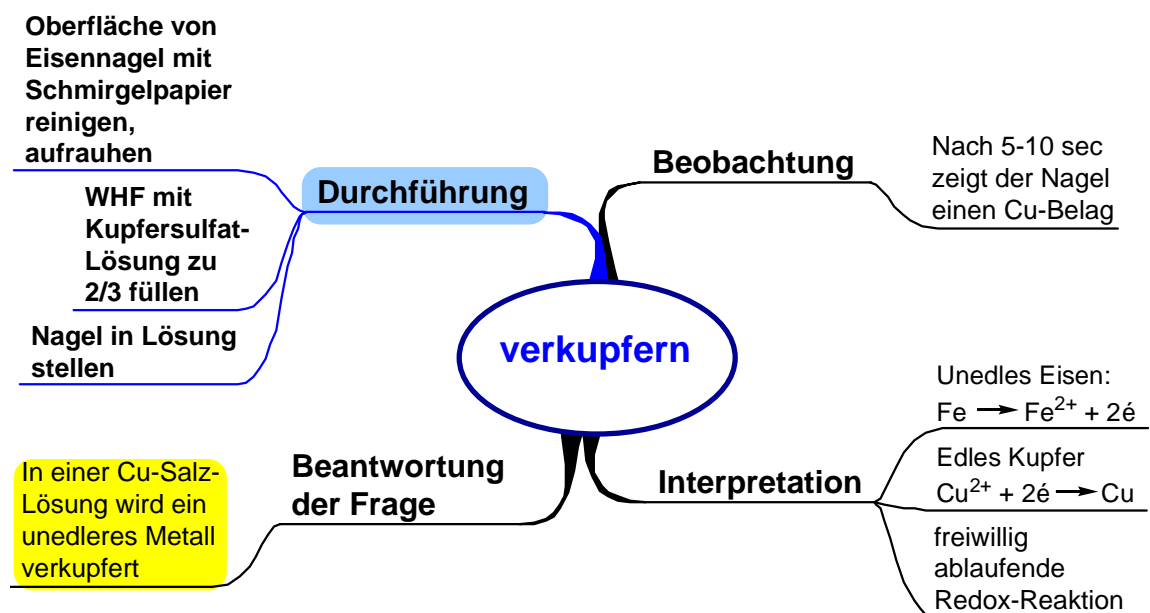 Oberfläche von
Eisennagel mit
Schmirgelpapier
reinigen,
aufrauhen
Durchführung
WHF mit
Kupfersulfat-
Lösung zu
2/3 füllen
Nagel in Lösung
stellen
Beobachtung
Nach 5-10 sec
zeigt der Nagel
einen Cu-Belag
verkupfern
Unedles Eisen:
Fe → Fe²⁺ + 2é
Edles Kupfer
Cu²⁺ + 2é → Cu
freiwillig
ablaufende
Redox-Reaktion
Interpretation
Beantwortung
der Frage
In einer Cu-Salz-
Lösung wird ein
unedleres Metall
verkupfert